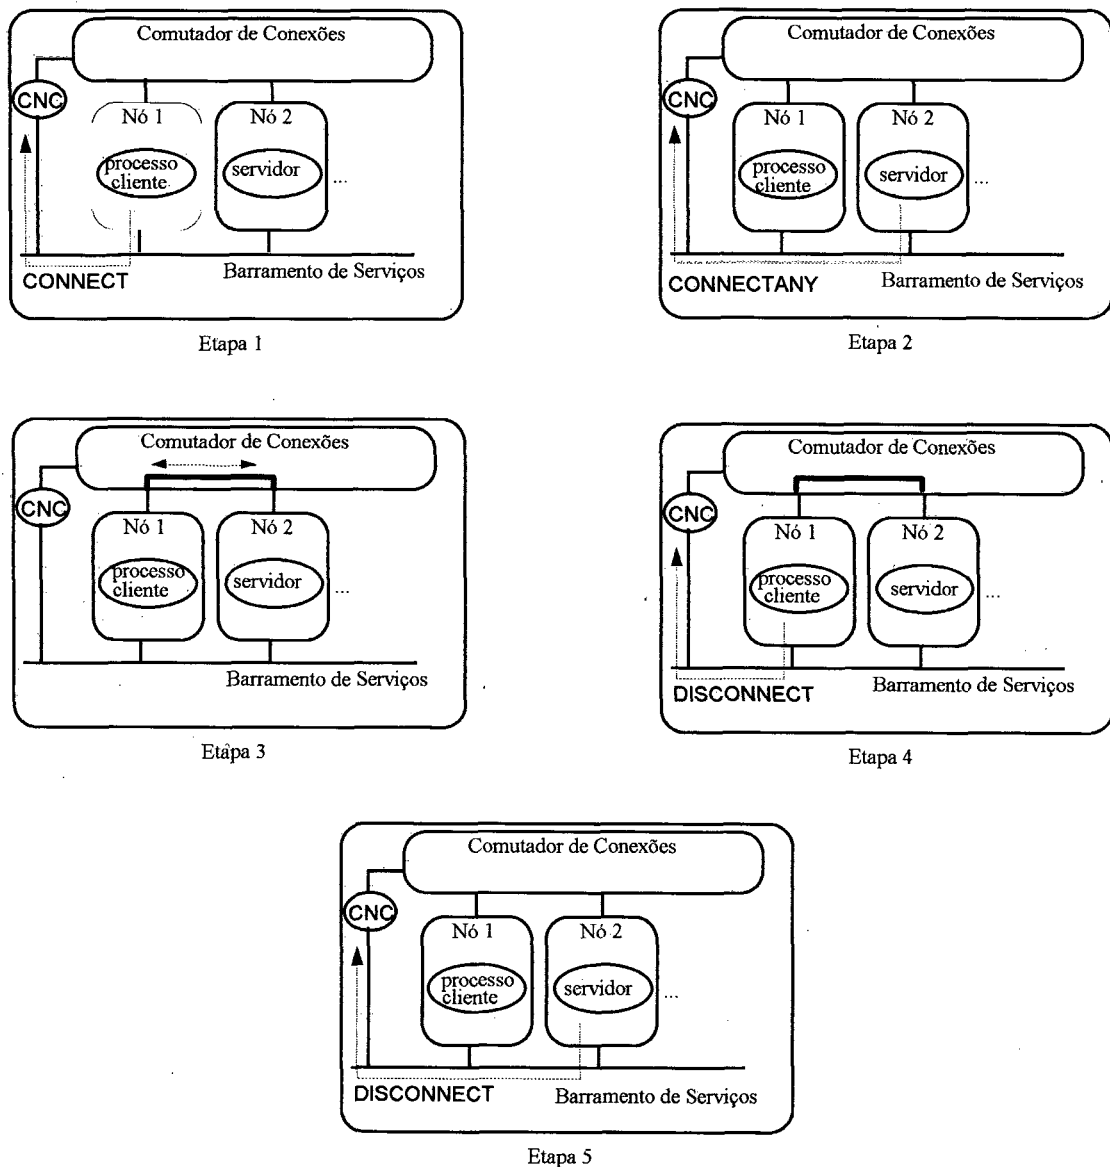 Comutador de Conexões
CNC
Nó 1
Nó 2
processo
cliente
servidor
...
Barramento de Serviços
CONNECT
Etapa 1
Comutador de Conexões
CNC
Nó 1
Nó 2
processo
cliente
servidor
...
Barramento de Serviços
CONNECTANY
Etapa 2
Comutador de Conexões
CNC
Nó 1
Nó 2
processo
cliente
servidor
...
Barramento de Serviços
Etapa 3
Comutador de Conexões
CNC
Nó 1
Nó 2
processo
cliente
servidor
...
Barramento de Serviços
DISCONNECT
Etapa 4
Comutador de Conexões
CNC
Nó 1
Nó 2
processo
cliente
servidor
...
DISCONNECT
Barramento de Serviços
Etapa 5